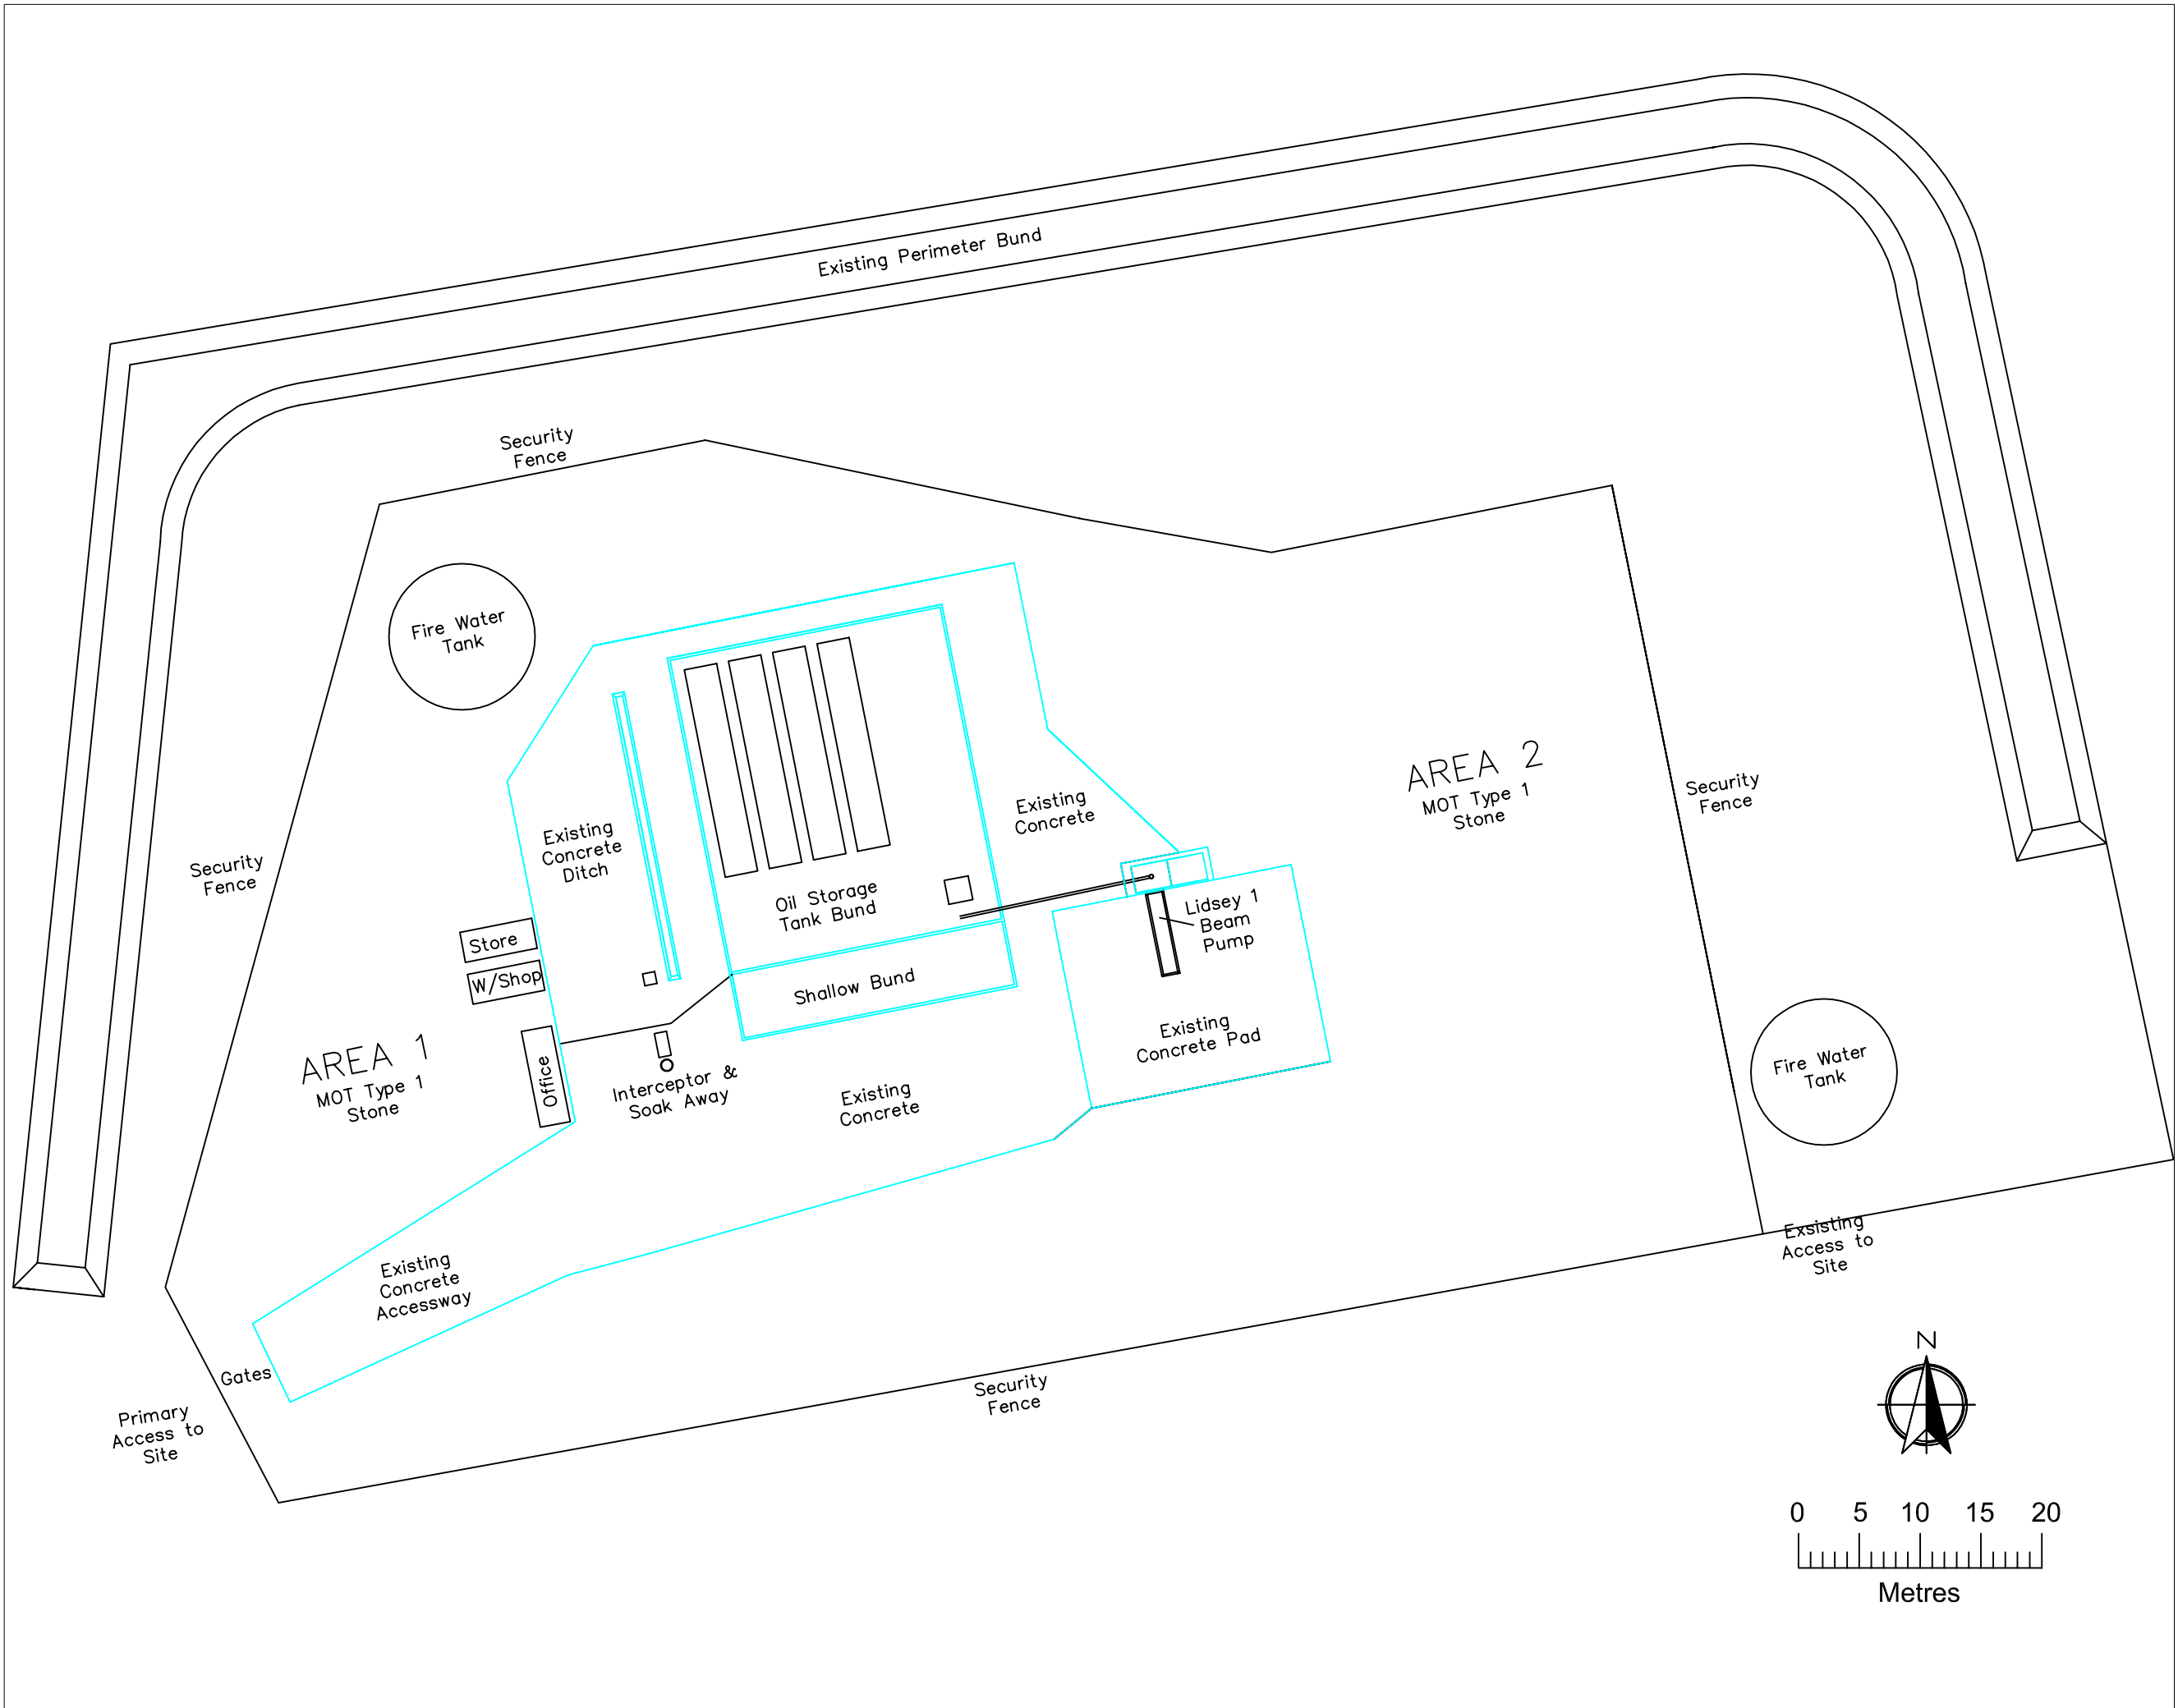 Existing Perimeter Bund
Security
Fence
Fire Water
Tank
AREA 2
MOT Type 1
Stone
Security
Fence
Existing
Concrete
Existing
Concrete
Ditch
Security
Fence
Oil Storage
Tank Bund
Lidsey 1
Beam
Pump
Store
W/Shop
Shallow Bund
Existing
Concrete Pad
AREA 1
MOT Type 1
Stone
Office
Interceptor &
Soak Away
Existing
Concrete
Fire Water
Tank
Exsisting
Access to
Site
Existing
Concrete
Accessway
Gates
Primary
Access to
Site
Security
Fence
N
0 5 10 15 20
Metres